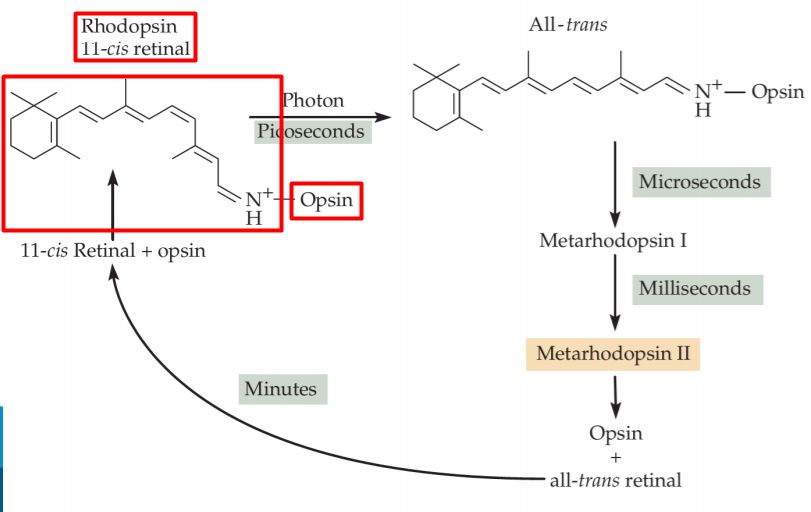 Rhodopsin
11-cis retinal
All-trans
Photon
Picoseconds
N+
H
Opsin
N+
H
Opsin
Microseconds
11-cis Retinal + opsin
Metarhodopsin I
Milliseconds
Metarhodopsin II
Minutes
Opsin
+
all-trans retinal